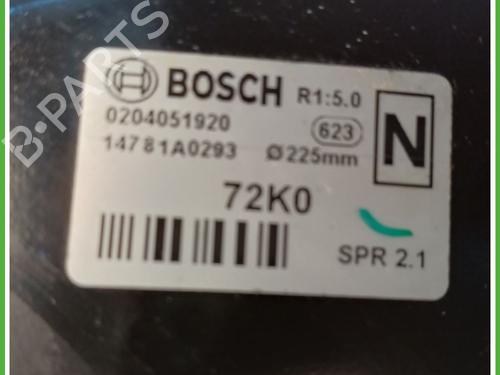 BOSCH R1:5.0
0204051920 623 N
14781A0293 Ø225mm
72K0
SPR 2.1
B-PARTS